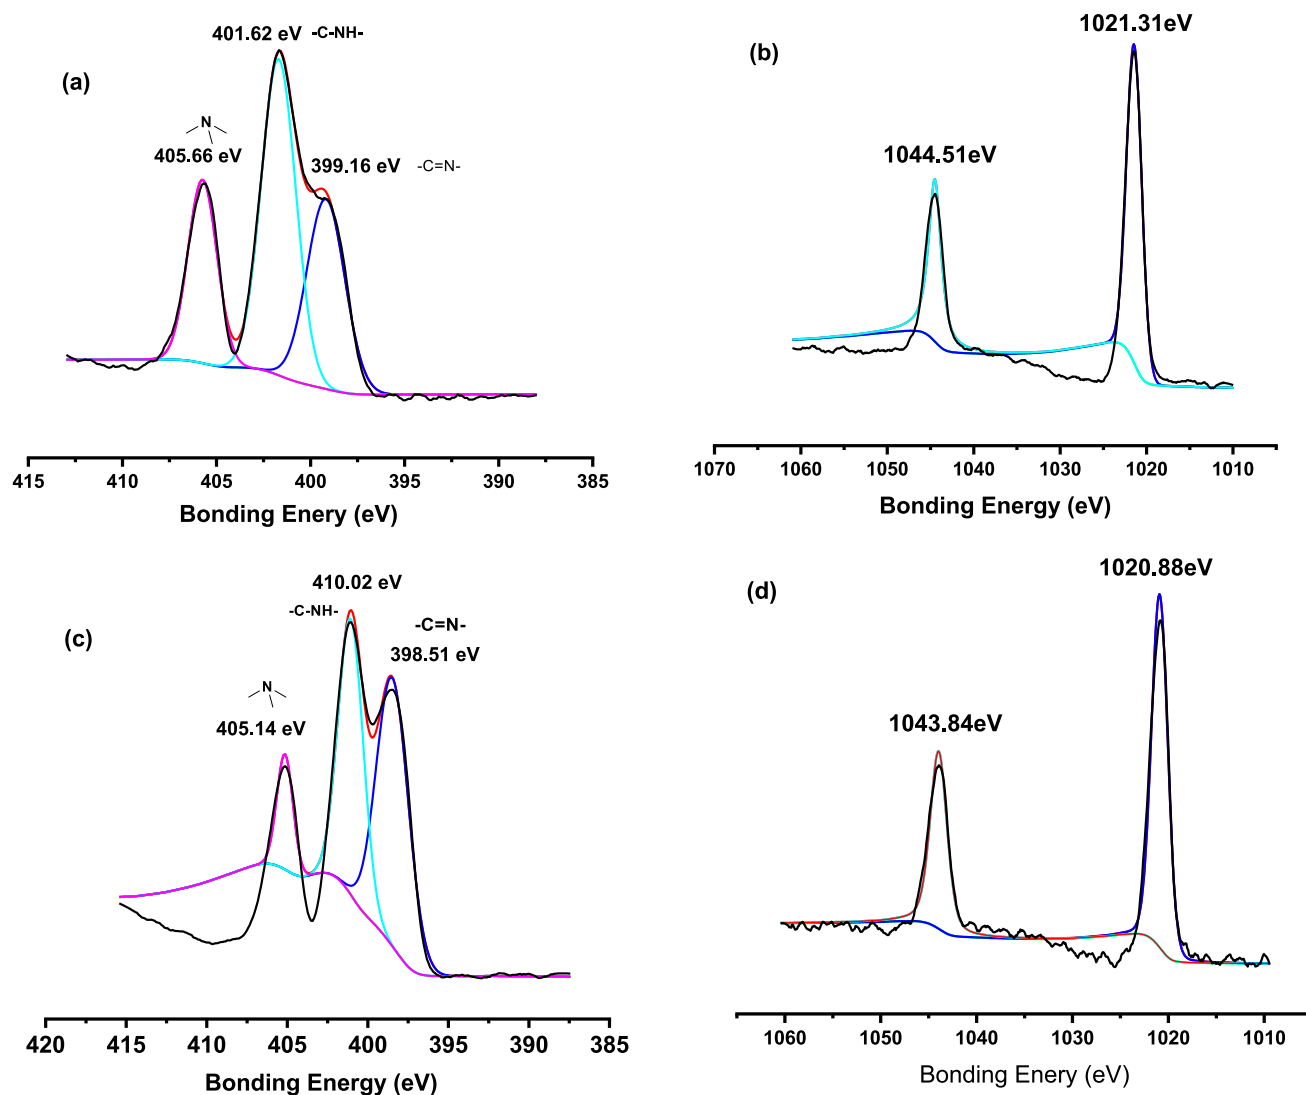 401.62 eV -C-NH-
(a)
N
405.66 eV
399.16 eV -C=N-
415 410 405 400 395 390 385
Bonding Enery (eV)
1021.31eV
(b)
1044.51eV
1070 1060 1050 1040 1030 1020 1010
Bonding Energy (eV)
410.02 eV
-C-NH-
-C=N-
(c)
398.51 eV
N
405.14 eV
420 415 410 405 400 395 390 385
Bonding Energy (eV)
1020.88eV
(d)
1043.84eV
1060 1050 1040 1030 1020 1010
Bonding Enery (eV)